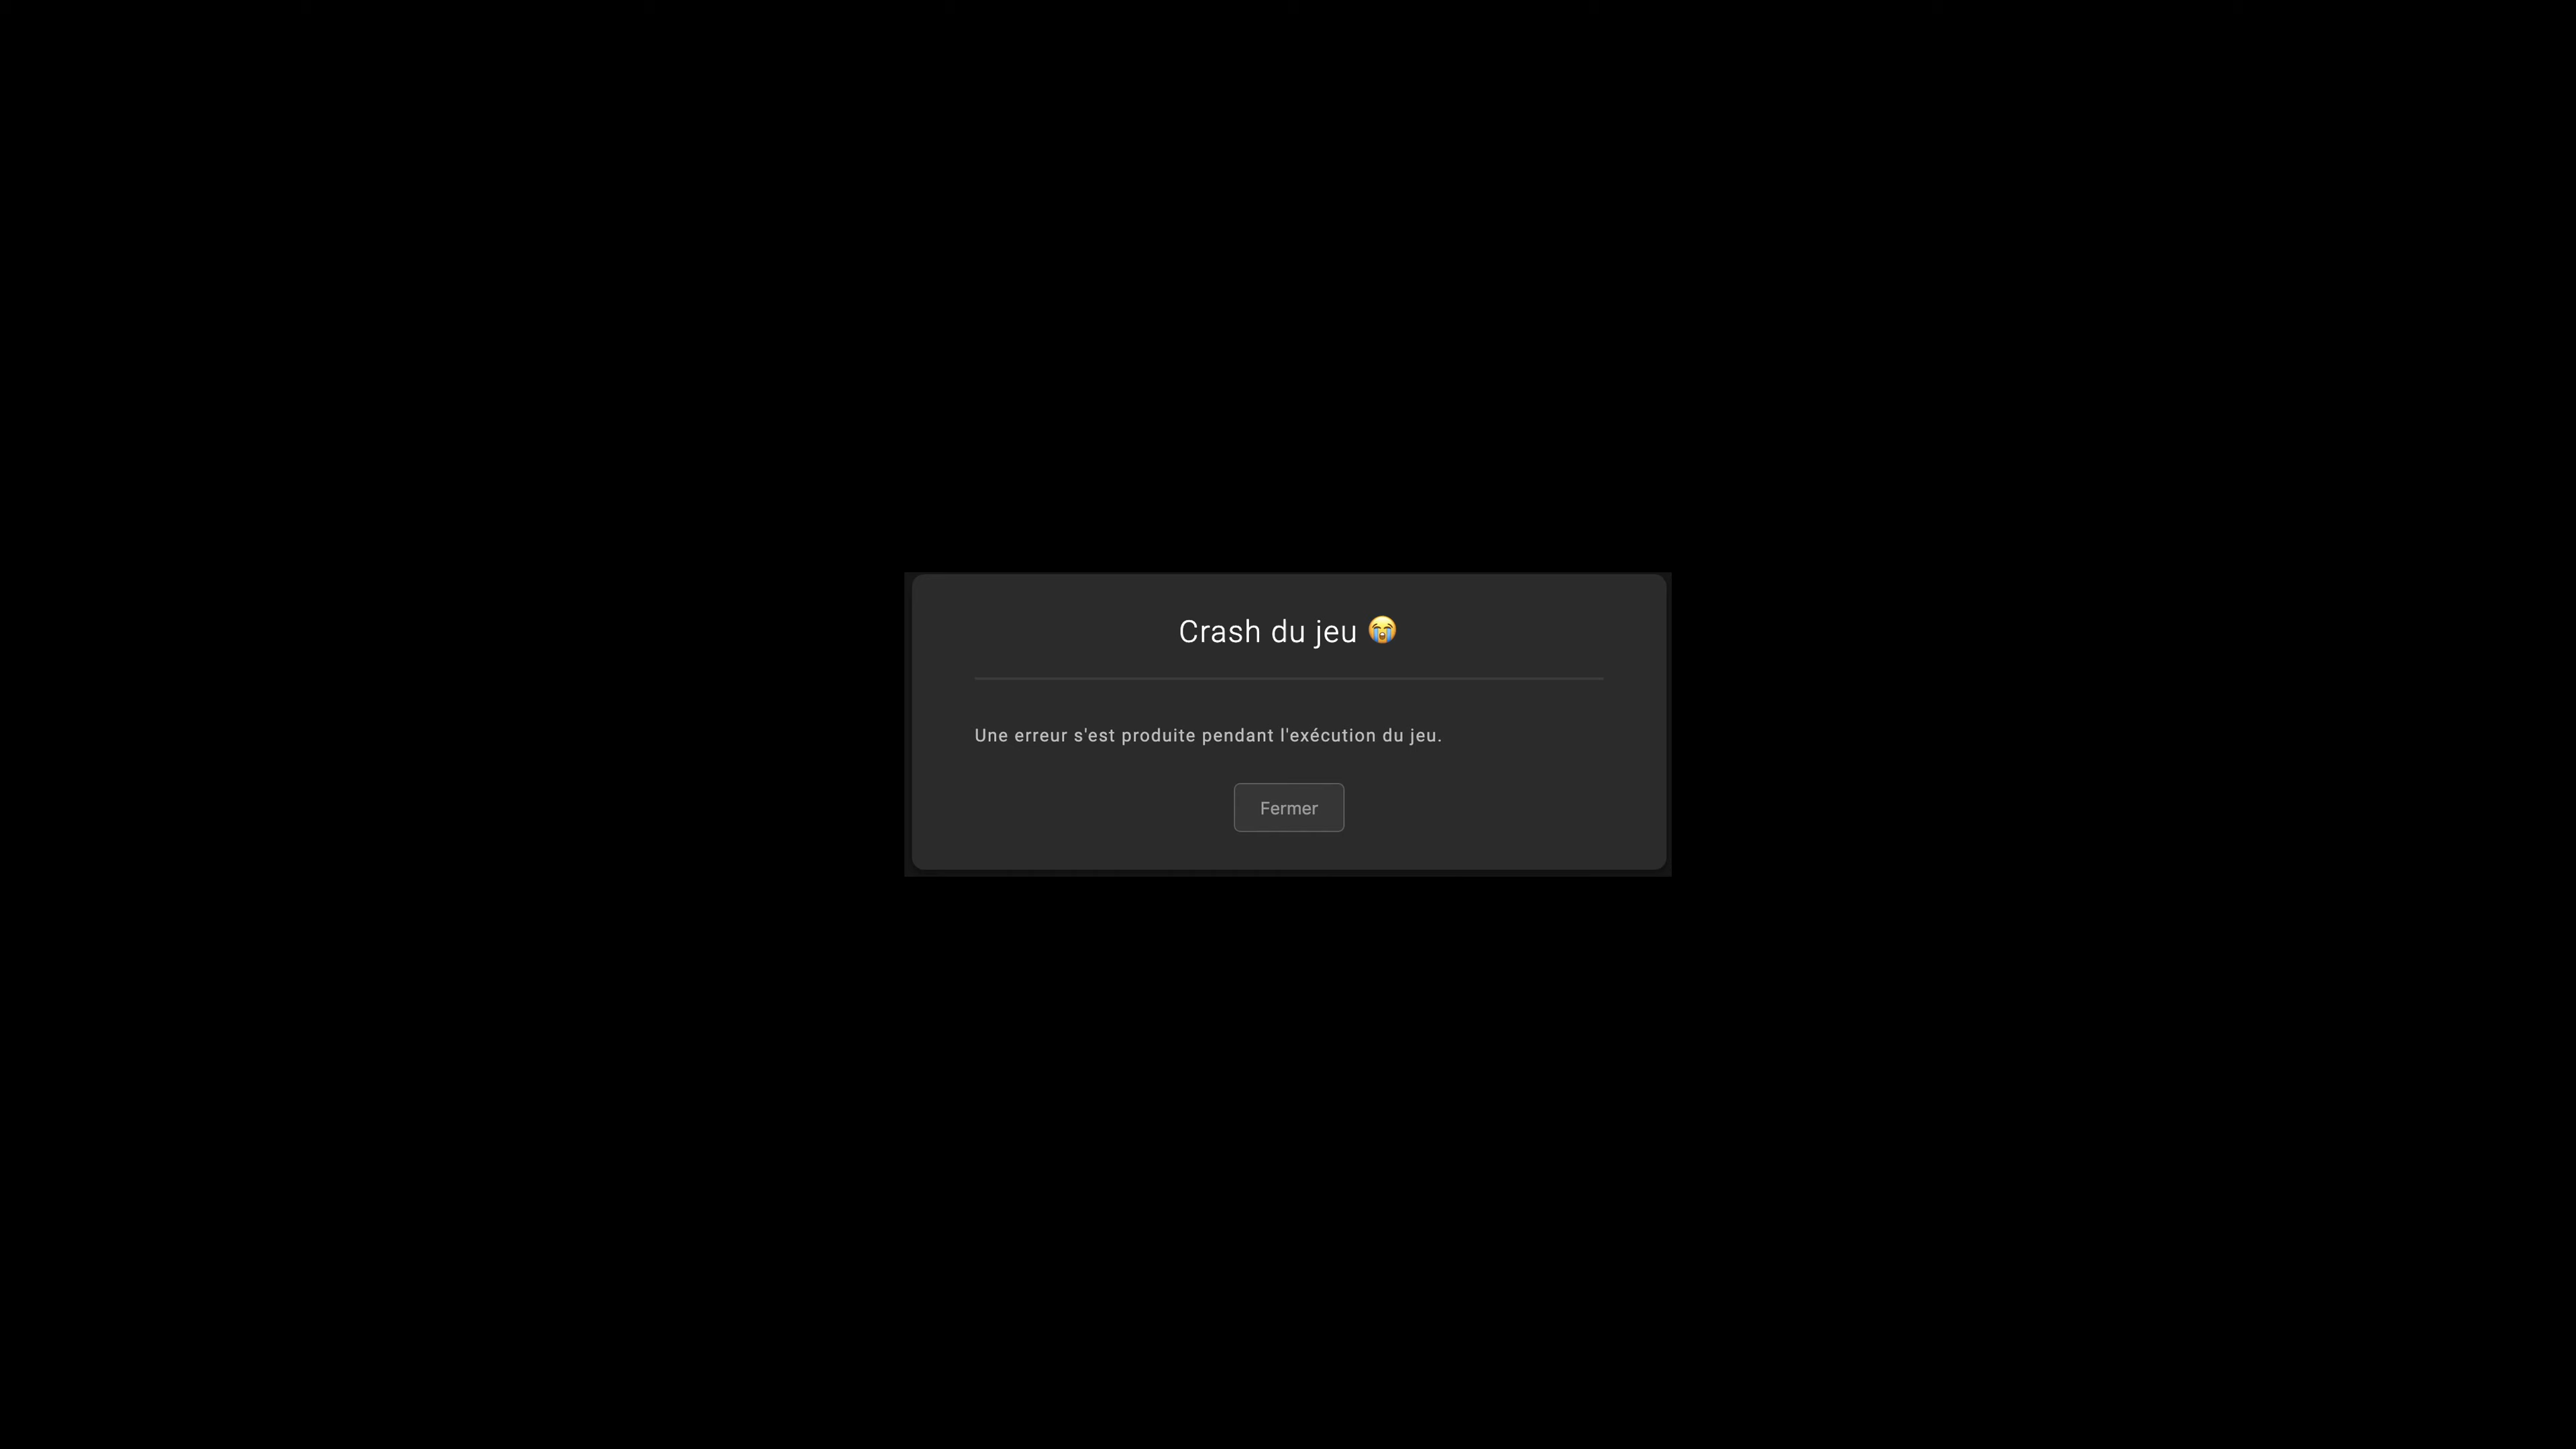 Crash du jeu 😭
Une erreur s'est produite pendant l'exécution du jeu.
Fermer